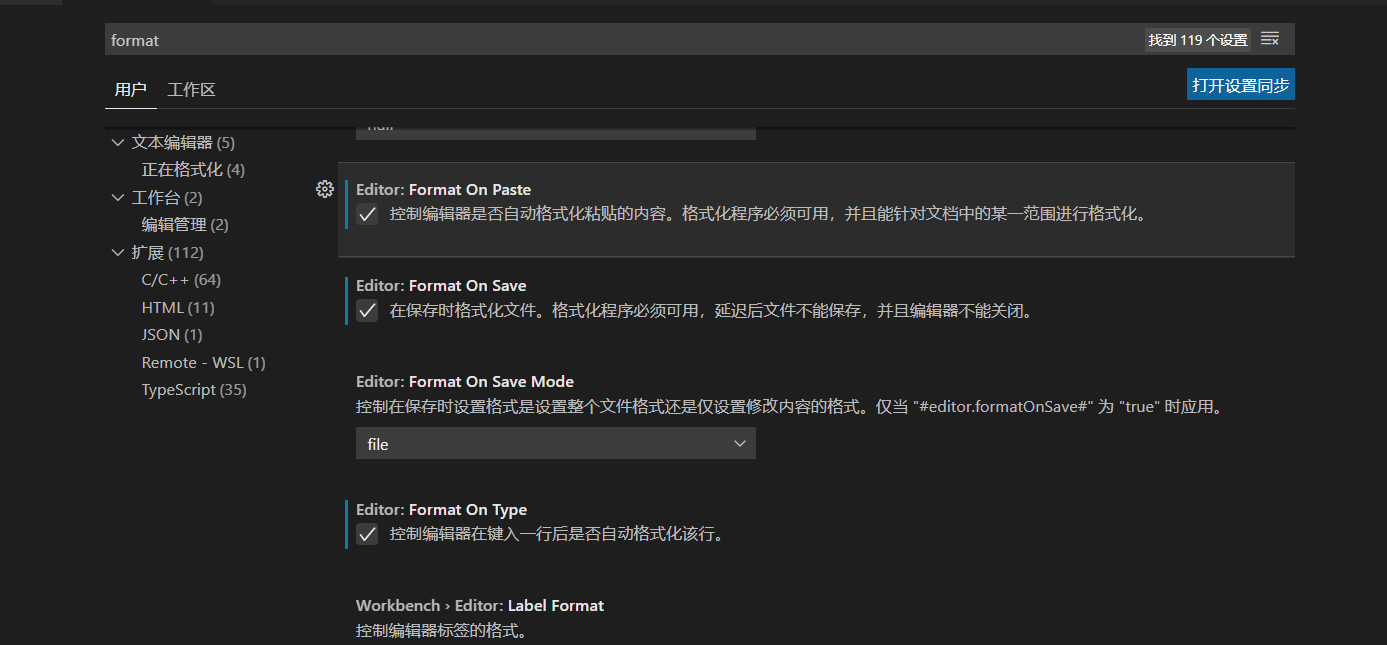 format
找到 119 个设置
用户 工作区
打开设置同步
文本编辑器 (5)
正在格式化 (4)
工作台 (2)
编辑管理 (2)
扩展 (112)
C/C++ (64)
HTML (11)
JSON (1)
Remote - WSL (1)
TypeScript (35)
Editor: Format On Paste
控制编辑器是否自动格式化粘贴的内容。格式化程序必须可用，并且能针对文档中的某一范围进行格式化。
Editor: Format On Save
在保存时格式化文件。格式化程序必须可用，延迟后文件不能保存，并且编辑器不能关闭。
Editor: Format On Save Mode
控制在保存时设置格式是设置整个文件格式还是仅设置修改内容的格式。仅当 "#editor.formatOnSave#" 为 "true" 时应用。
file
Editor: Format On Type
控制编辑器在键入一行后是否自动格式化该行。
Workbench › Editor: Label Format
控制编辑器标签的格式。